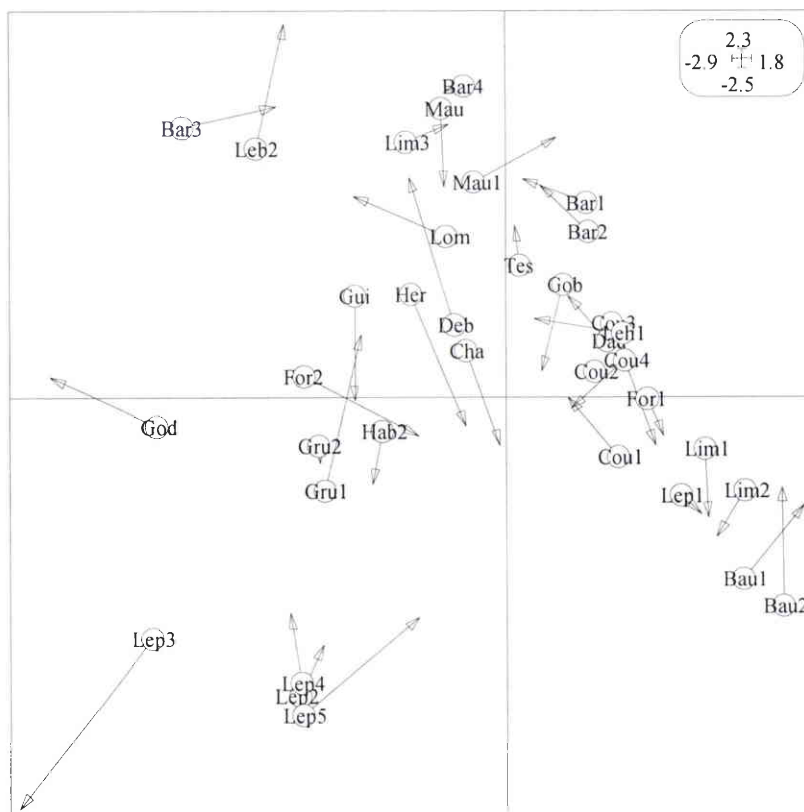 2.3
-2.9 1.8
-2.5
Bar4
Mau
Bar3
Lim3
Leb2
Mau1
Bar1
Bar2
Lom
Tes
Gob
Gui
Her
Deb
Cou3
Dau
Cha
Cou4
Cou2
For2
For1
God
Hab2
Gru2
Lim1
Cou1
Gru1
Lep1
Lim2
Bau1
Bau2
Lep3
Lep4
Lep2
Lep5